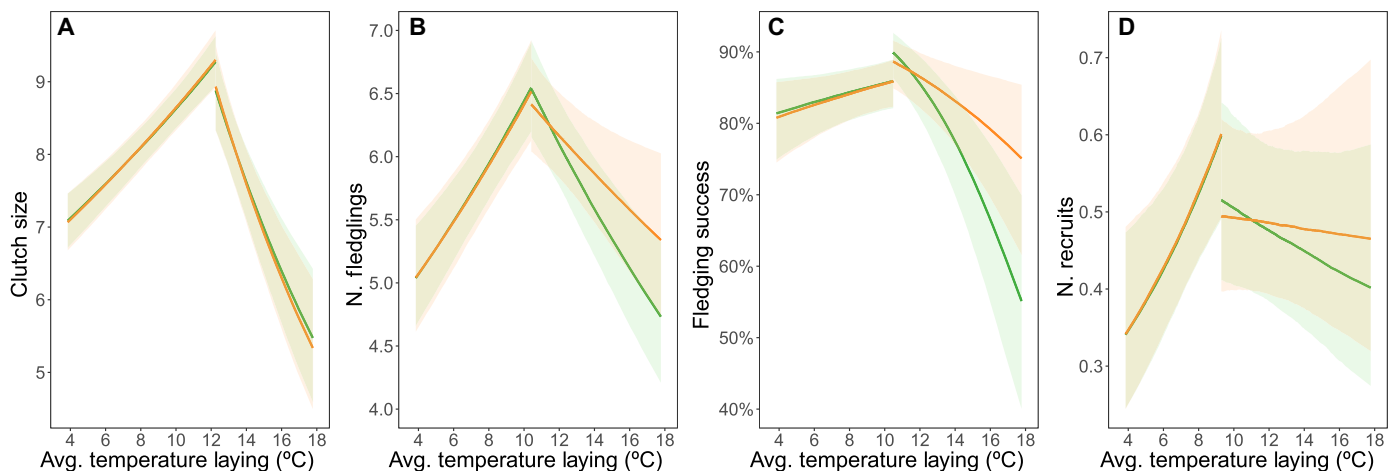 A
Clutch size
9
8
7
6
5
4 6 8 10 12 14 16 18
Avg. temperature laying (ºC)
B
N. fledglings
7.0
6.5
6.0
5.5
5.0
4.5
4.0
4 6 8 10 12 14 16 18
Avg. temperature laying (ºC)
C
Fledging success
90%
80%
70%
60%
50%
40%
4 6 8 10 12 14 16 18
Avg. temperature laying (ºC)
D
N. recruits
0.7
0.6
0.5
0.4
0.3
4 6 8 10 12 14 16 18
Avg. temperature laying (ºC)